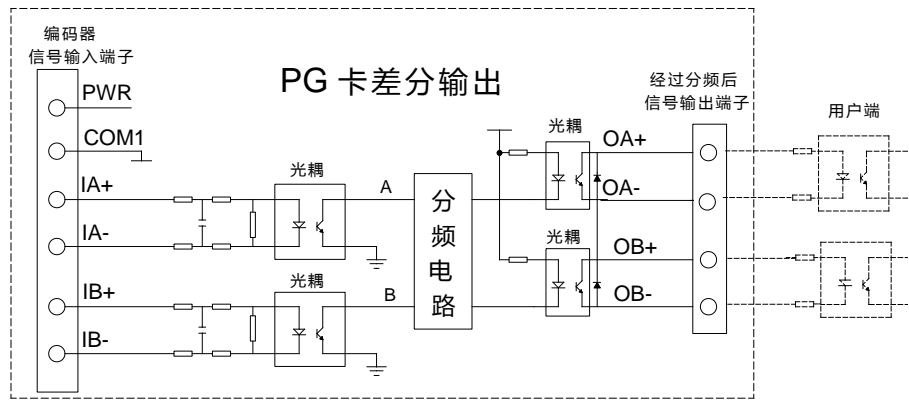 编码器
信号输入端子
PG 卡差分输出
经过分频后
信号输出端子
用户端
PWR
COM1
IA+
IA-
IB+
IB-
光耦
A
光耦
B
分
频
电
路
光耦
OA+
OA-
光耦
OB+
OB-